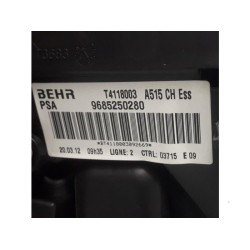 BEHR T4118003 A515 CH Ess
PSA 9685250280
20.03.12 09h35 LIGNE: 2 CTRL: 03715 E 09